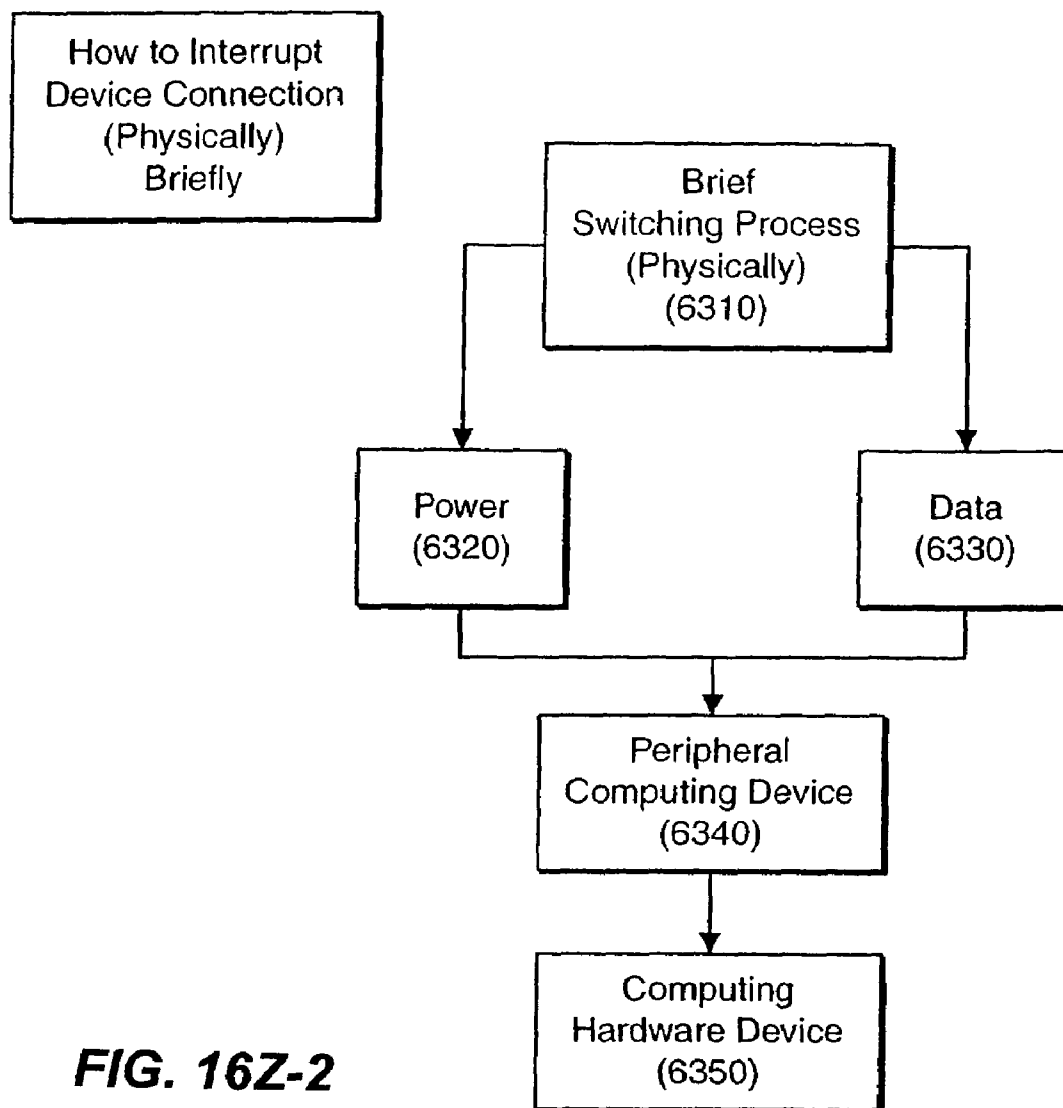 How to Interrupt
Device Connection
(Physically)
Briefly
Brief
Switching Process
(Physically)
(6310)
Power
(6320)
Data
(6330)
Peripheral
Computing Device
(6340)
Computing
Hardware Device
(6350)
FIG. 16Z-2